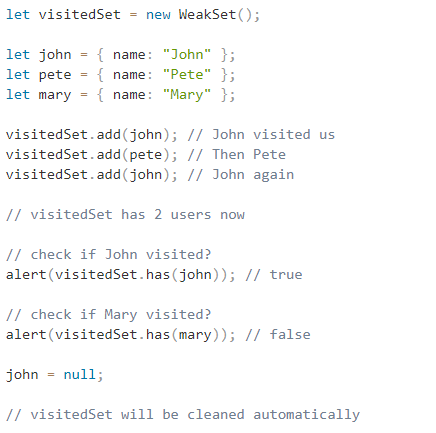 let visitedSet = new WeakSet();
let john = { name: "John" };
let pete = { name: "Pete" };
let mary = { name: "Mary" };
visitedSet.add(john); // John visited us
visitedSet.add(pete); // Then Pete
visitedSet.add(john); // John again
// visitedSet has 2 users now
// check if John visited?
alert(visitedSet.has(john)); // true
// check if Mary visited?
alert(visitedSet.has(mary)); // false
john = null;
// visitedSet will be cleaned automatically